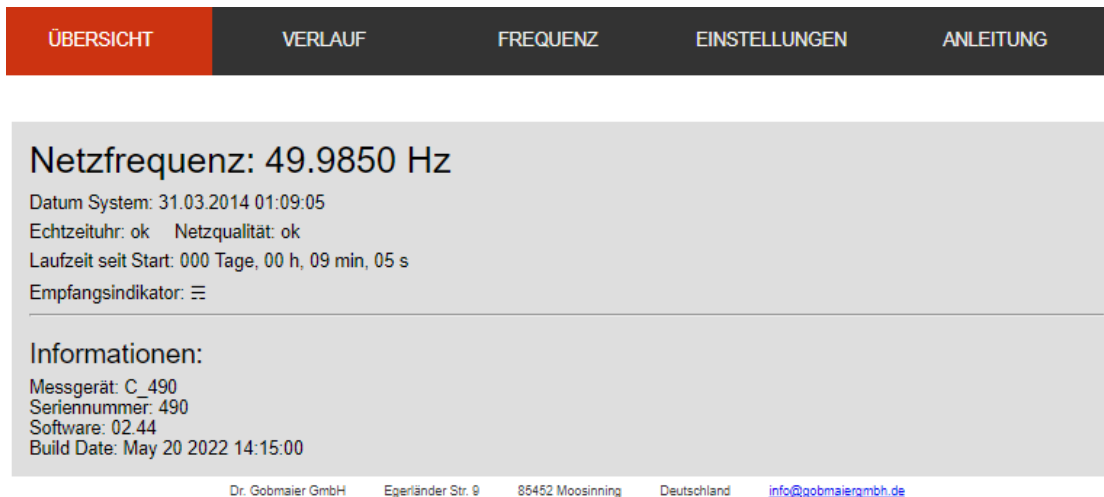 ÜBERSICHT VERLAUF FREQUENZ EINSTELLUNGEN ANLEITUNG
Netzfrequenz: 49.9850 Hz
Datum System: 31.03.2014 01:09:05
Echtzeituhr: ok Netzqualität: ok
Laufzeit seit Start: 000 Tage, 00 h, 09 min, 05 s
Empfangsindikator: ☴
Informationen:
Messgerät: C_490
Seriennummer: 490
Software: 02.44
Build Date: May 20 2022 14:15:00
Dr. Gobmaier GmbH Egerländer Str. 9 85452 Moosinning Deutschland info@gobmaiergmbh.de